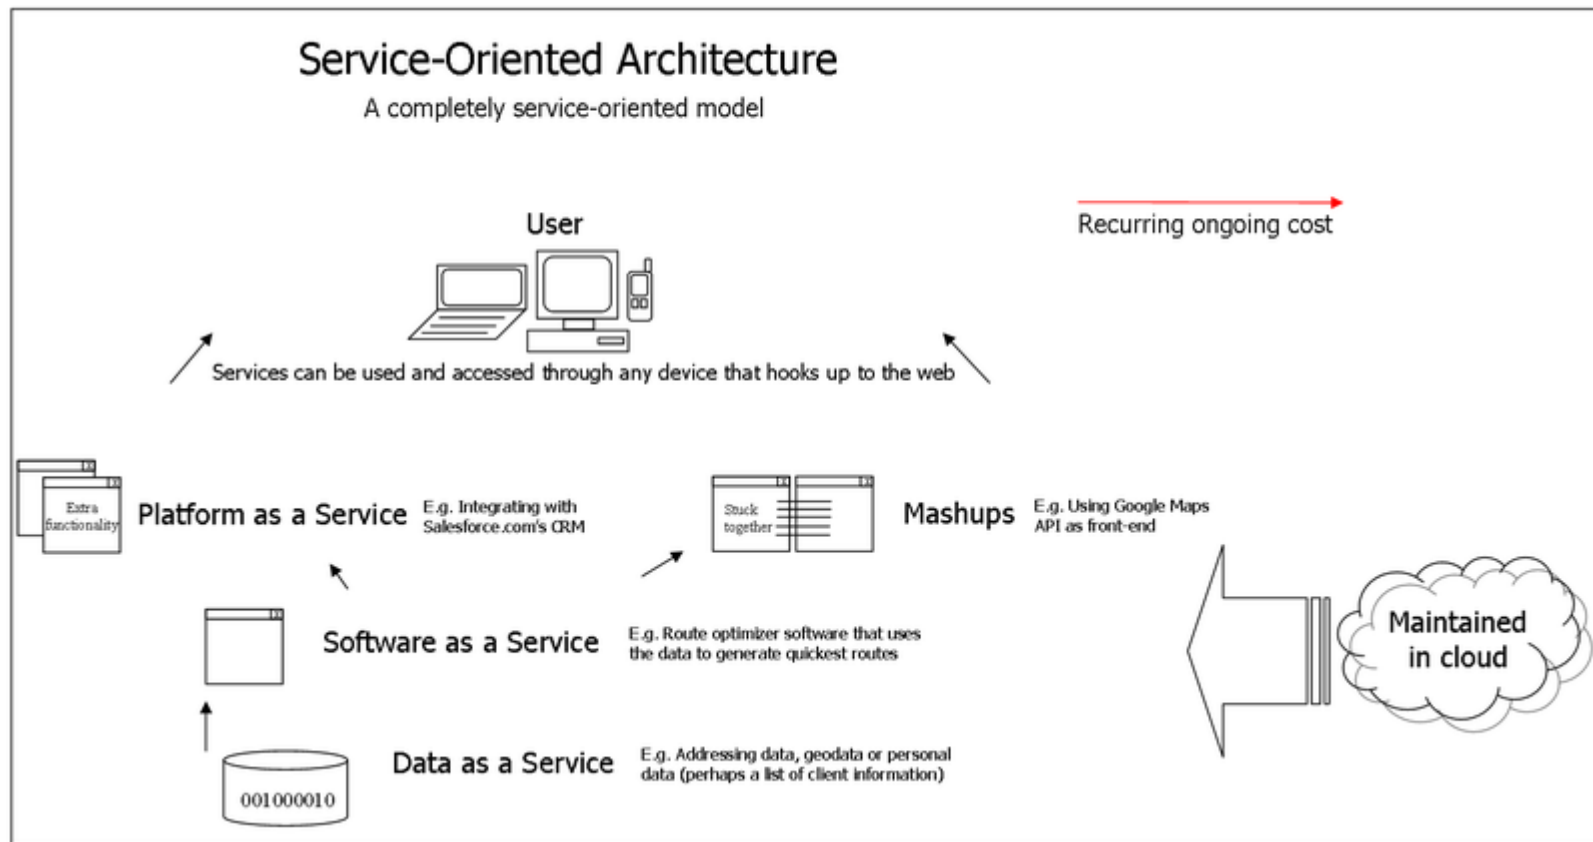 Service-Oriented Architecture
A completely service-oriented model
User
Recurring ongoing cost
Services can be used and accessed through any device that hooks up to the web
X
Extra
functionality
X
Platform as a Service
E.g. Integrating with
Salesforce.com's CRM
X
Stuck
together
X
Mashups
E.g. Using Google Maps
API as front-end
X
Software as a Service
E.g. Route optimizer software that uses
the data to generate quickest routes
Maintained
in cloud
Data as a Service
E.g. Addressing data, geodata or personal
data (perhaps a list of client information)
001000010